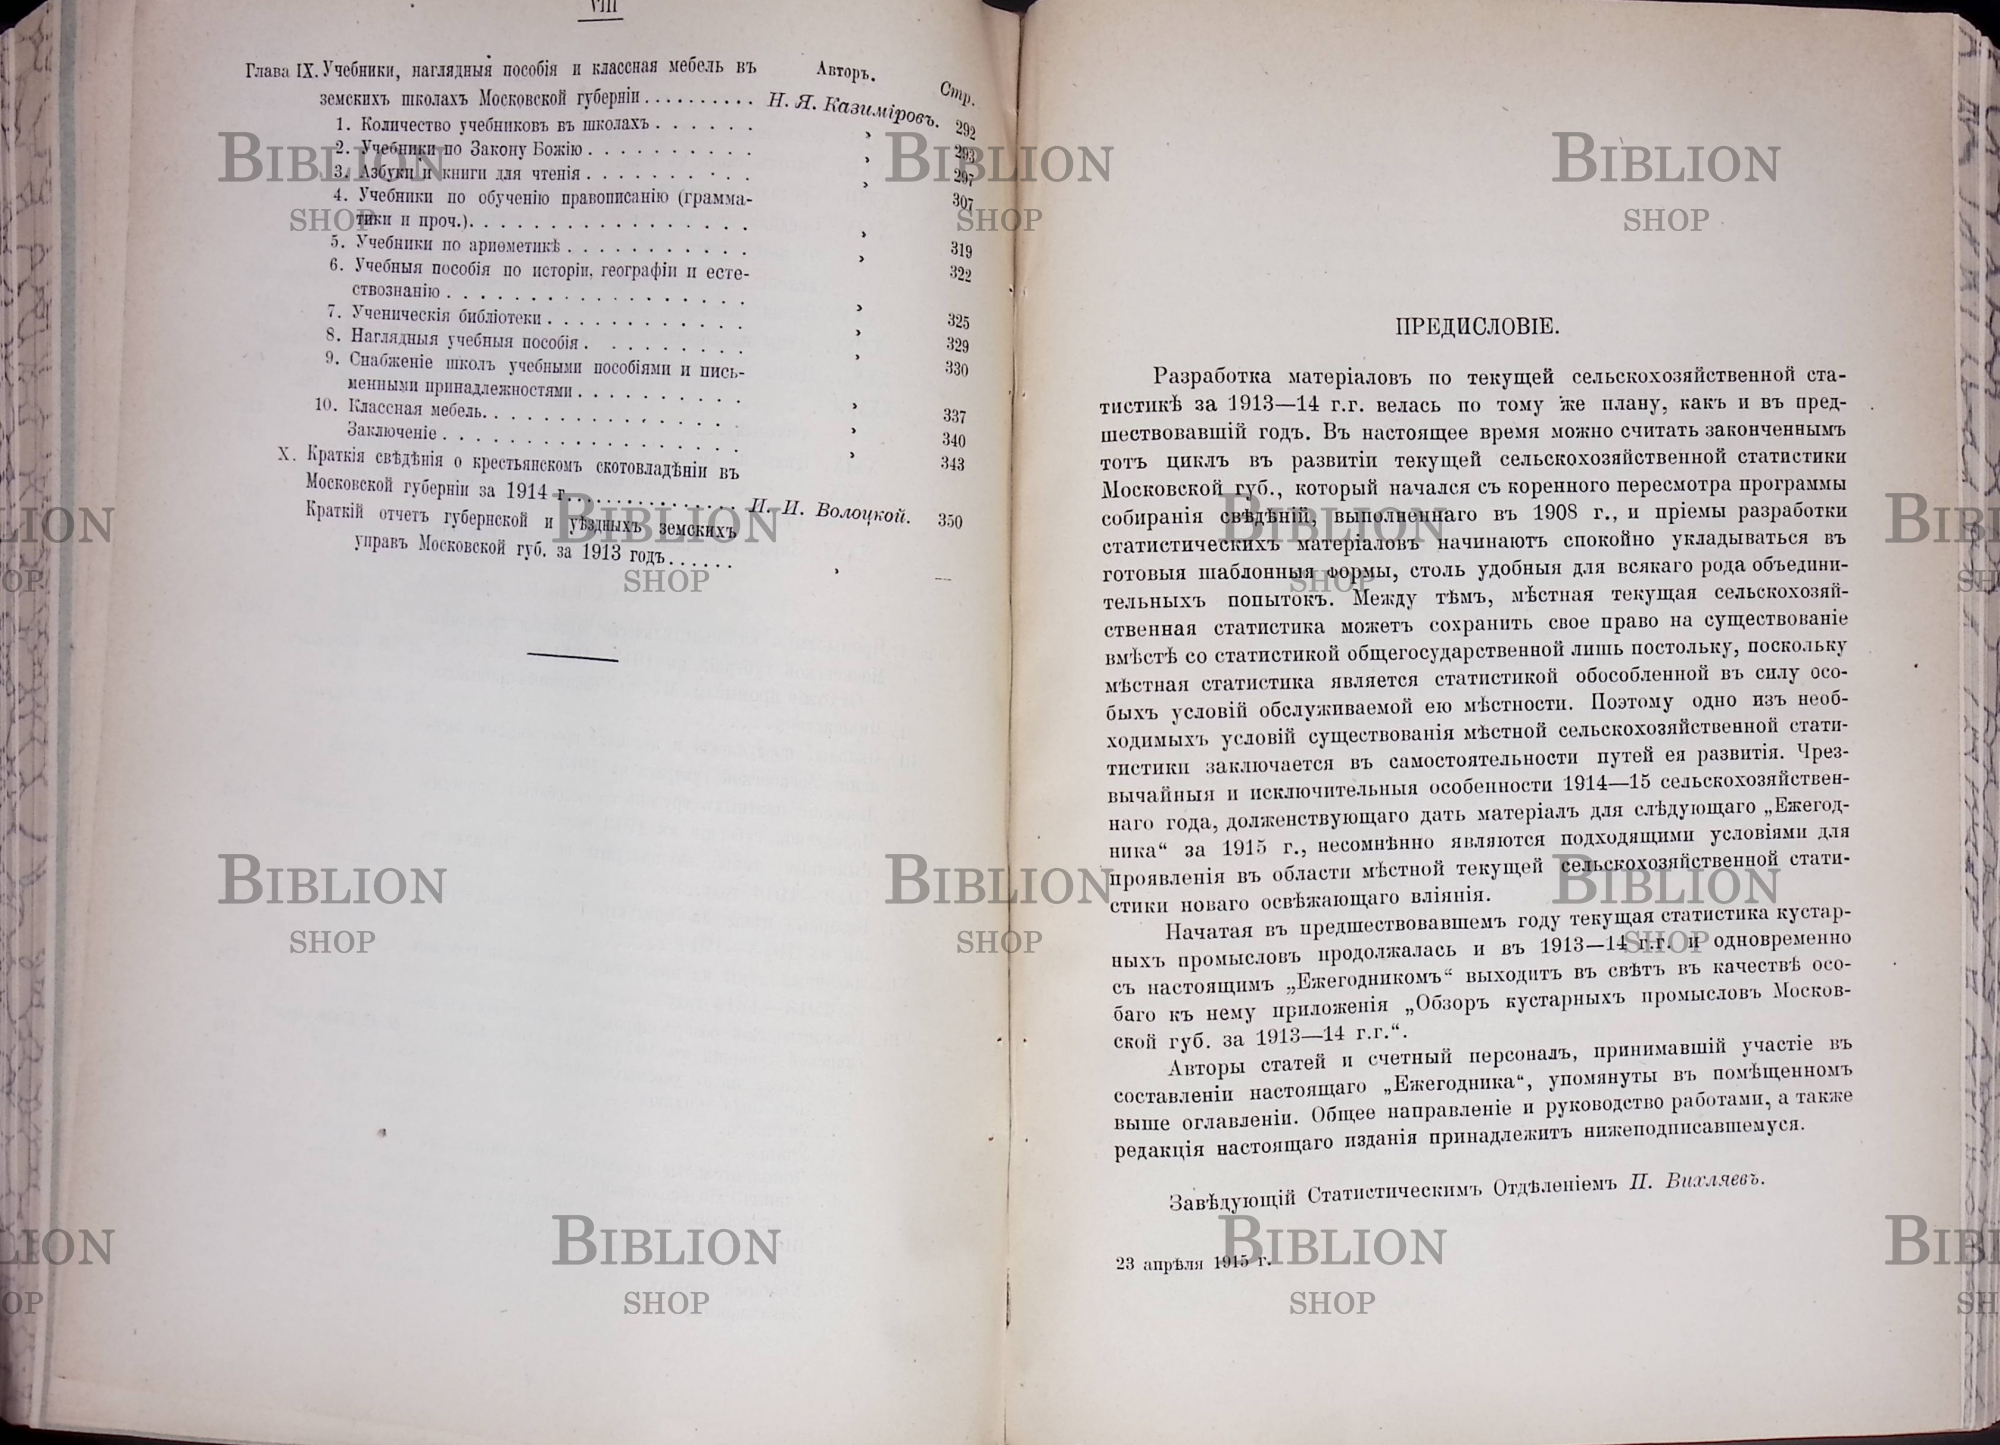 VIII
Глава IX. Учебники, наглядныя пособія и классная мебель въ Авторъ. Стр.
земскихъ школахъ Московской губерніи . . . . . . . . . . Н. Я. Казиміровъ. 292
1. Количество учебниковъ въ школахъ . . . . . . „
2. Учебники по Закону Божію . . . . . . . . . . „ 293
3. Азбуки и книги для чтенія . . . . . . . . . . „ 297
4. Учебники по обученію правописанію (грамма- 307
тики и проч.). . . . . . . . . . . . . . . . . . „
5. Учебники по ариѳметикѣ . . . . . . . . . . . „ 319
6. Учебныя пособія по исторіи, географіи и есте- 322
ствознанію . . . . . . . . . . . . . . . . . . „
7. Ученическія библіотеки . . . . . . . . . . . . „ 325
8. Наглядныя учебныя пособія . . . . . . . . . „ 329
9. Снабженіе школъ учебными пособіями и пись- 330
менными принадлежностями . . . . . . . . . . „
10. Классная мебель. . . . . . . . . . . . . . . „ 337
Заключеніе . . . . . . . . . . . . . . . . . „ 340
X. Краткія свѣдѣнія о крестьянскомъ скотовладѣніи въ 343
Московской губерніи за 1914 г. . . . . . . . . . . . . . . Н. И. Волоцкой. 350
Краткій отчетъ губернской и уѣздныхъ земскихъ
управъ Московской губ. за 1913 годъ . . . . . . „ —
ПРЕДИСЛОВІЕ.
Разработка матеріаловъ по текущей сельскохозяйственной ста-
тистикѣ за 1913—14 г.г. велась по тому же плану, какъ и въ пред-
шествовавшій годъ. Въ настоящее время можно считать законченнымъ
тотъ циклъ въ развитіи текущей сельскохозяйственной статистики
Московской губ., который начался съ коренного пересмотра программы
собиранія свѣдѣній, выполненнаго въ 1908 г., и пріемы разработки
статистическихъ матеріаловъ начинаютъ спокойно укладываться въ
готовыя шаблонныя формы, столь удобныя для всякаго рода объедини-
тельныхъ попытокъ. Между тѣмъ, мѣстная текущая сельскохозяй-
ственная статистика можетъ сохранить свое право на существованіе
вмѣстѣ со статистикой общегосударственной лишь постольку, поскольку
мѣстная статистика является статистикой обособленной въ силу осо-
быхъ условій обслуживаемой ею мѣстности. Поэтому одно изъ необ-
ходимыхъ условій существованія мѣстной сельскохозяйственной стати-
тистики заключается въ самостоятельности путей ея развитія. Чрез-
вычайныя и исключительныя особенности 1914—15 сельскохозяйствен-
наго года, долженствующаго дать матеріалъ для слѣдующаго „Ежегод-
ника“ за 1915 г., несомнѣнно являются подходящими условіями для
проявленія въ области мѣстной текущей сельскохозяйственной стати-
стики новаго освѣжающаго вліянія.
Начатая въ предшествовавшемъ году текущая статистика кустар-
ныхъ промысловъ продолжалась и въ 1913—14 г.г. и одновременно
съ настоящимъ „Ежегодникомъ“ выходитъ въ свѣтъ въ качествѣ осо-
баго къ нему приложенія „Обзоръ кустарныхъ промысловъ Москов-
ской губ. за 1913—14 г.г.“.
Авторы статей и счетный персоналъ, принимавшій участіе въ
составленіи настоящаго „Ежегодника“, упомянуты въ помѣщенномъ
выше оглавленіи. Общее направленіе и руководство работами, а также
редакція настоящаго изданія принадлежитъ нижеподписавшемуся.
Завѣдующій Статистическимъ Отдѣленіемъ П. Вихляевъ.
23 апрѣля 1915 г.
BIBLION
SHOP